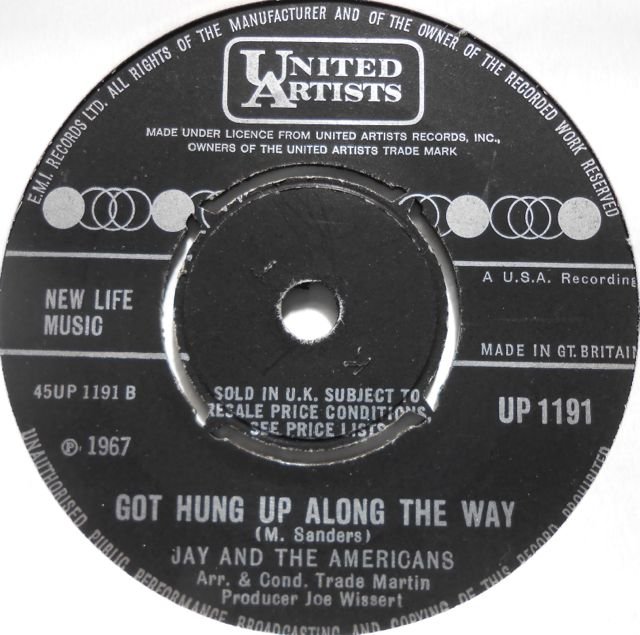 E.M.I. RECORDS LTD. ALL RIGHTS OF THE MANUFACTURER AND OF THE OWNER OF THE RECORDED WORK RESERVED
UNITED
ARTISTS
MADE UNDER LICENCE FROM UNITED ARTISTS RECORDS, INC.,
OWNERS OF THE UNITED ARTISTS TRADE MARK
A U.S.A. Recording
NEW LIFE
MUSIC
MADE IN GT. BRITAIN
45UP 1191 B
SOLD IN U.K. SUBJECT TO
RESALE PRICE CONDITIONS,
SEE PRICE LISTS
UP 1191
℗ 1967
GOT HUNG UP ALONG THE WAY
(M. Sanders)
JAY AND THE AMERICANS
Arr. & Cond. Trade Martin
Producer Joe Wissert
UNAUTHORISED PUBLIC PERFORMANCE BROADCASTING AND COPYING OF THIS RECORD PROHIBITED